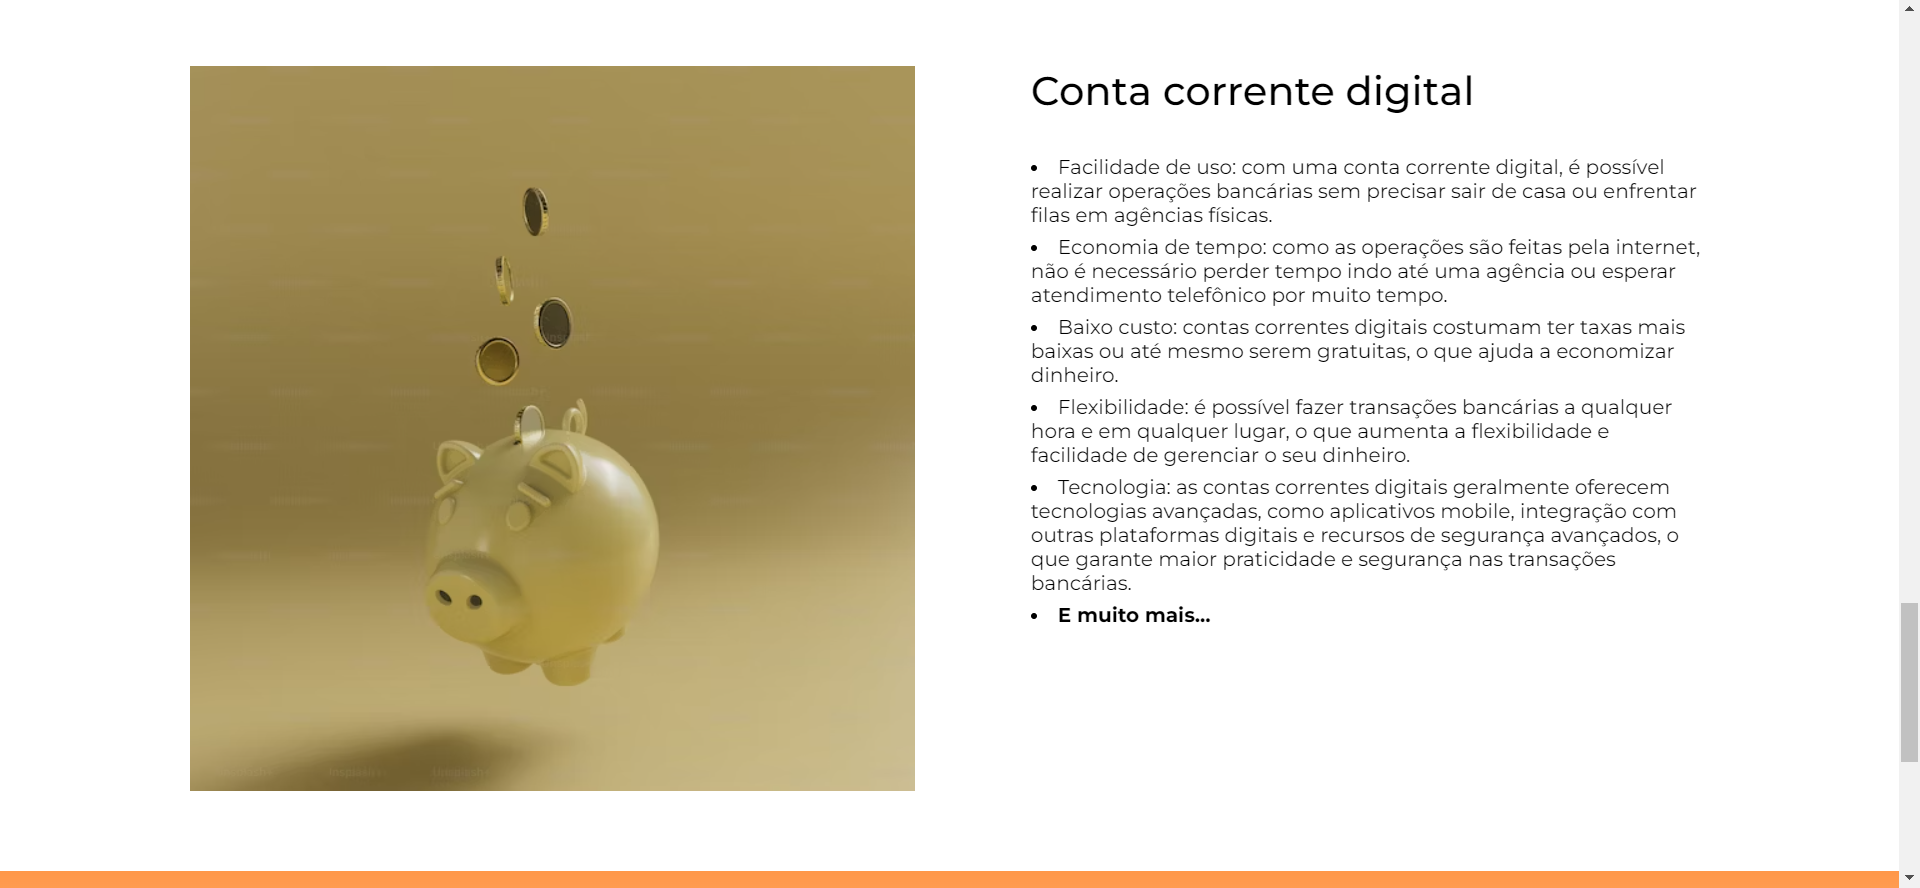 Conta corrente digital
• Facilidade de uso: com uma conta corrente digital, é possível
realizar operações bancárias sem precisar sair de casa ou enfrentar
filas em agências físicas.
• Economia de tempo: como as operações são feitas pela internet,
não é necessário perder tempo indo até uma agência ou esperar
atendimento telefônico por muito tempo.
• Baixo custo: contas correntes digitais costumam ter taxas mais
baixas ou até mesmo serem gratuitas, o que ajuda a economizar
dinheiro.
• Flexibilidade: é possível fazer transações bancárias a qualquer
hora e em qualquer lugar, o que aumenta a flexibilidade e
facilidade de gerenciar o seu dinheiro.
• Tecnologia: as contas correntes digitais geralmente oferecem
tecnologias avançadas, como aplicativos mobile, integração com
outras plataformas digitais e recursos de segurança avançados, o
que garante maior praticidade e segurança nas transações
bancárias.
• E muito mais...